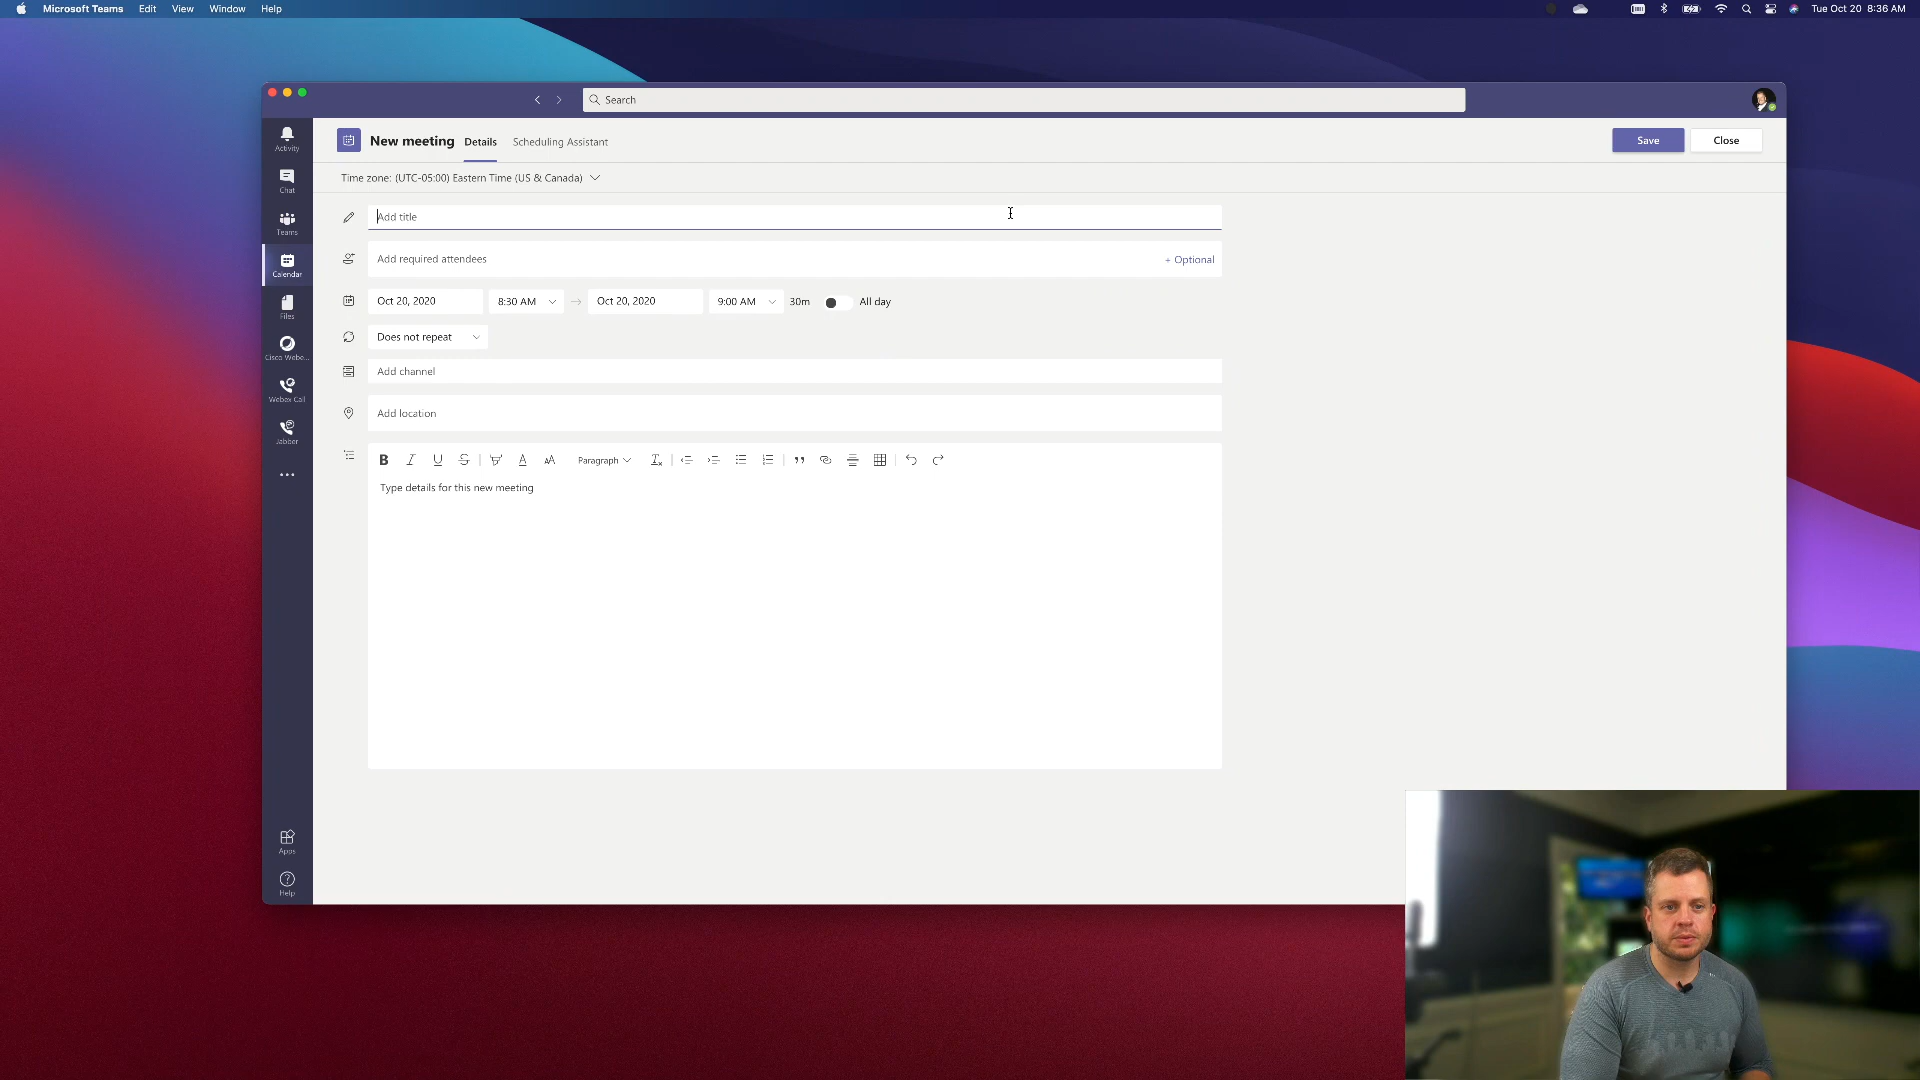 Microsoft Teams Edit View Window Help
Tue Oct 20 8:36 AM
Search
Activity
Chat
Teams
Calendar
Files
Cisco Webe...
Webex Call
Jabber
Apps
Help
New meeting Details Scheduling Assistant
Save Close
Time zone: (UTC-05:00) Eastern Time (US & Canada)
Add title
Add required attendees + Optional
Oct 20, 2020 8:30 AM Oct 20, 2020 9:00 AM 30m All day
Does not repeat
Add channel
Add location
Paragraph
Type details for this new meeting